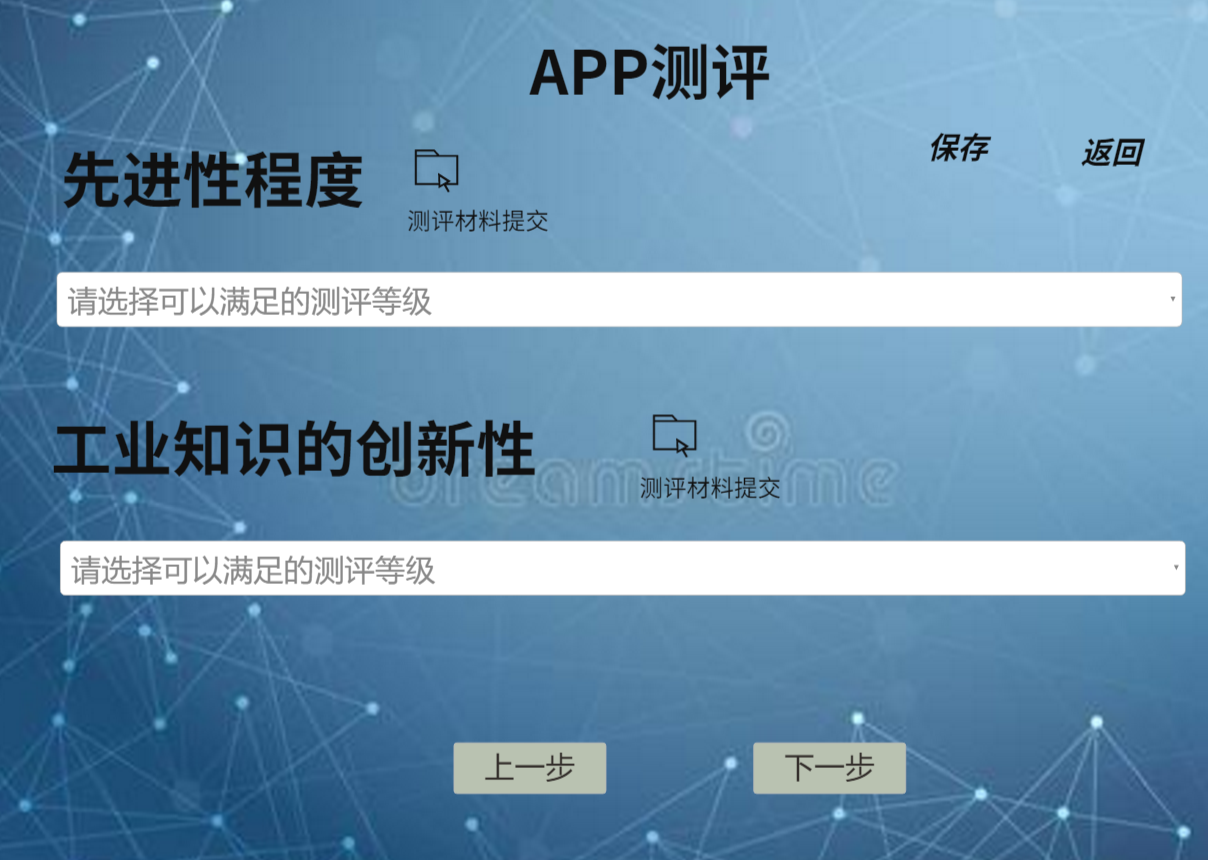 APP测评
保存
返回
先进性程度
测评材料提交
请选择可以满足的测评等级
工业知识的创新性
测评材料提交
dreamstime
请选择可以满足的测评等级
上一步
下一步